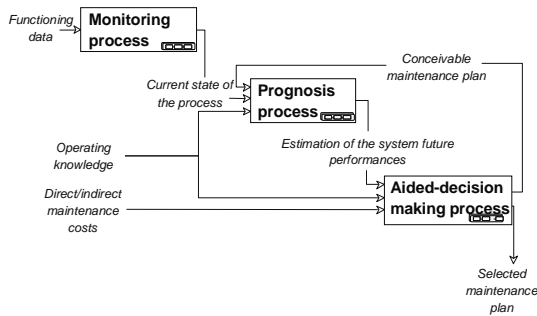 Functioning
data
Monitoring
process
Current state of
the process
Conceivable
maintenance plan
Prognosis
process
Operating
knowledge
Estimation of the system future
performances
Direct/indirect
maintenance
costs
Aided-decision
making process
Selected
maintenance
plan